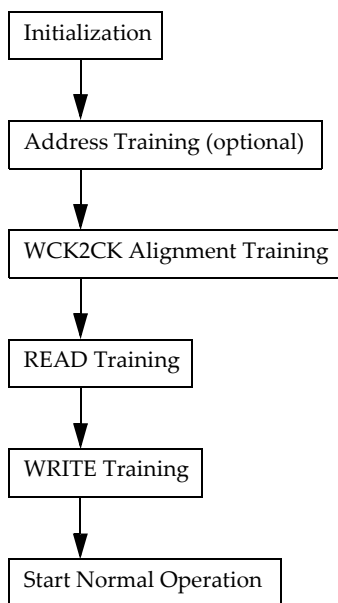 Initialization
Address Training (optional)
WCK2CK Alignment Training
READ Training
WRITE Training
Start Normal Operation